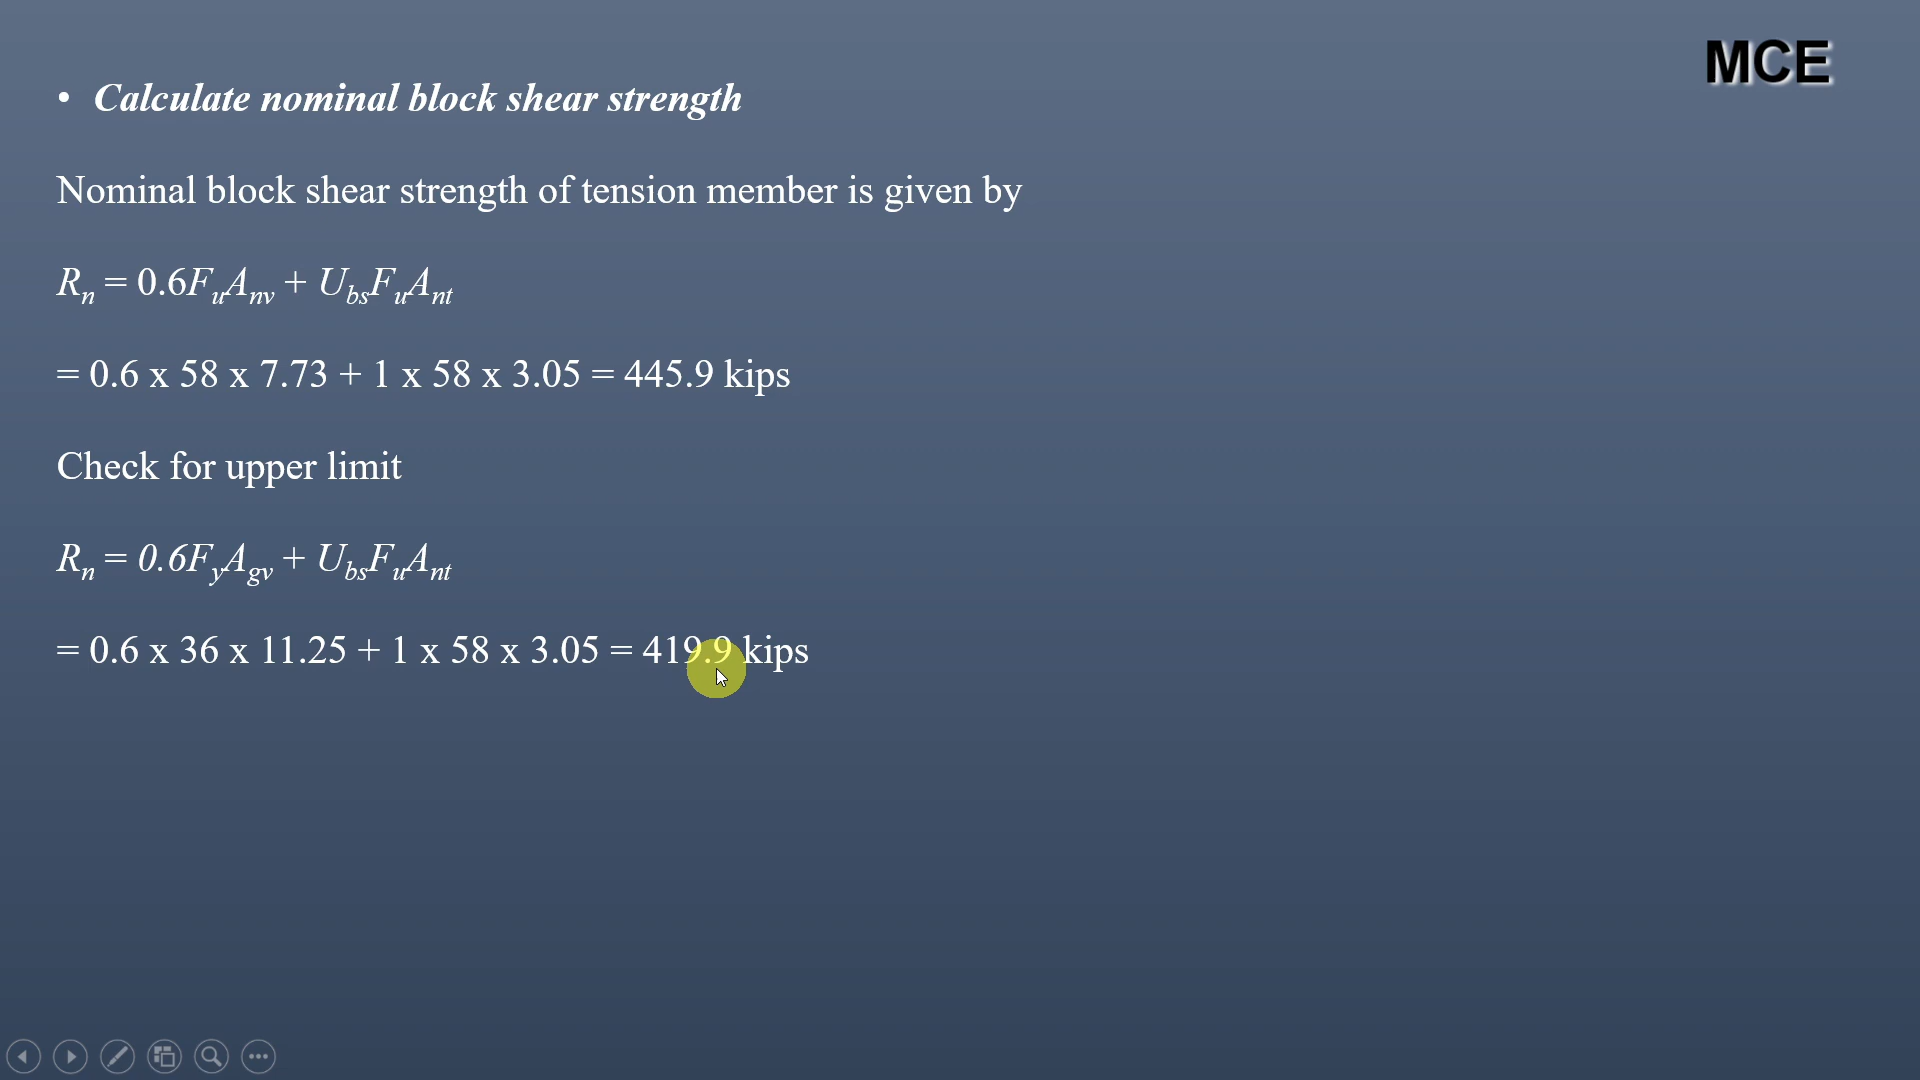 MCE
• Calculate nominal block shear strength
Nominal block shear strength of tension member is given by
Rn = 0.6FuAnv + UbsFuAnt
= 0.6 x 58 x 7.73 + 1 x 58 x 3.05 = 445.9 kips
Check for upper limit
Rn = 0.6FyAgv + UbsFuAnt
= 0.6 x 36 x 11.25 + 1 x 58 x 3.05 = 419.9 kips